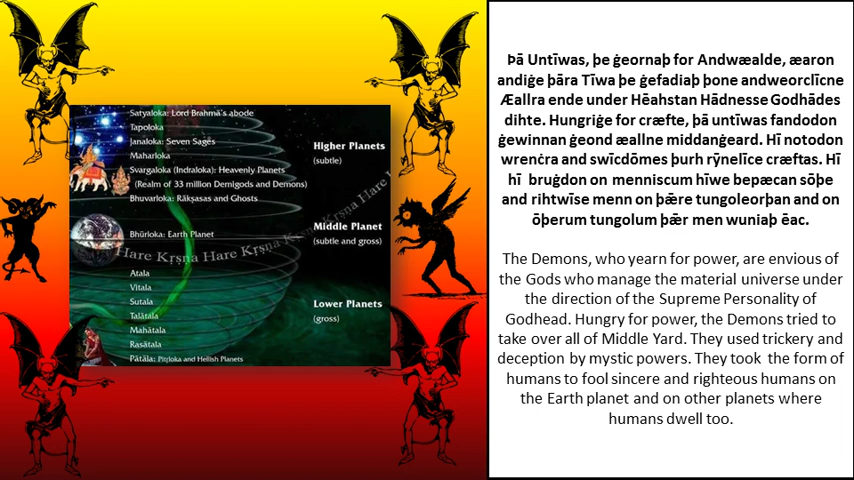 Satyaloka: Lord Brahmā's abode
Tapoloka
Janaloka: Seven Sages
Maharloka
Svargaloka (Indraloka): Heavenly Planets
(Realm of 33 million Demigods and Demons)
Bhuvarloka: Rākṣasas and Ghosts
Bhūrloka: Earth Planet
Atala
Vitala
Sutala
Talātala
Mahātala
Rasātala
Pātāla: Pitṛloka and Hellish Planets
Higher Planets
(subtle)
Middle Planet
(subtle and gross)
Lower Planets
(gross)
Hare Kṛṣṇa Hare Kṛṣṇa Kṛṣṇa Kṛṣṇa Hare
Þā Untīwas, þe ġeornaþ for Andwæalde, æaron
andiġe þāra Tīwa þe ġefadiaþ þone andweorclīcne
Æallra ende under Hēahstan Hādnesse Godhādes
dihte. Hungriġe for cræfte, þā untīwas fandodon
ġewinnan ġeond æallne middanġeard. Hī notodon
wrenċra and swīcdōmes þurh rȳnelīce cræftas. Hī
hī bruġdon on menniscum hīwe bepæcan sōþe
and rihtwīse menn on þǣre tungoleorþan and on
ōþerum tungolum þǣr men wuniaþ ēac.
The Demons, who yearn for power, are envious of
the Gods who manage the material universe under
the direction of the Supreme Personality of
Godhead. Hungry for power, the Demons tried to
take over all of Middle Yard. They used trickery and
deception by mystic powers. They took the form of
humans to fool sincere and righteous humans on
the Earth planet and on other planets where
humans dwell too.